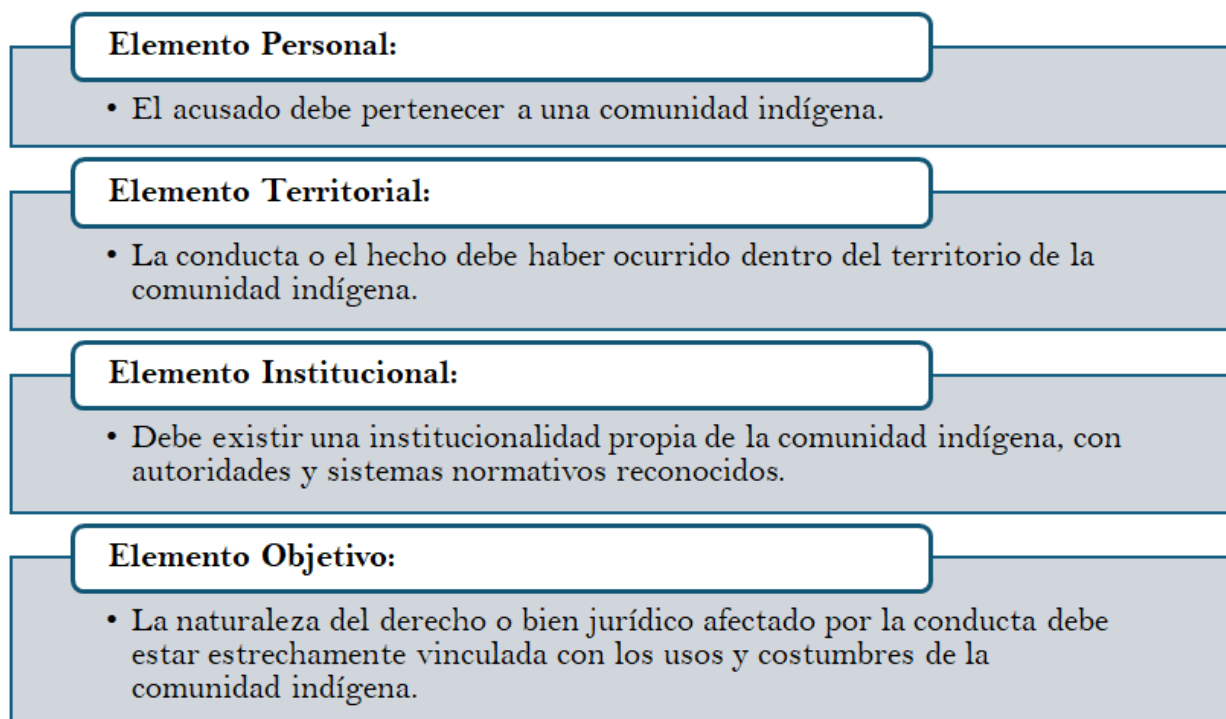 Elemento Personal:
• El acusado debe pertenecer a una comunidad indígena.
Elemento Territorial:
• La conducta o el hecho debe haber ocurrido dentro del territorio de la
comunidad indígena.
Elemento Institucional:
• Debe existir una institucionalidad propia de la comunidad indígena, con
autoridades y sistemas normativos reconocidos.
Elemento Objetivo:
• La naturaleza del derecho o bien jurídico afectado por la conducta debe
estar estrechamente vinculada con los usos y costumbres de la
comunidad indígena.